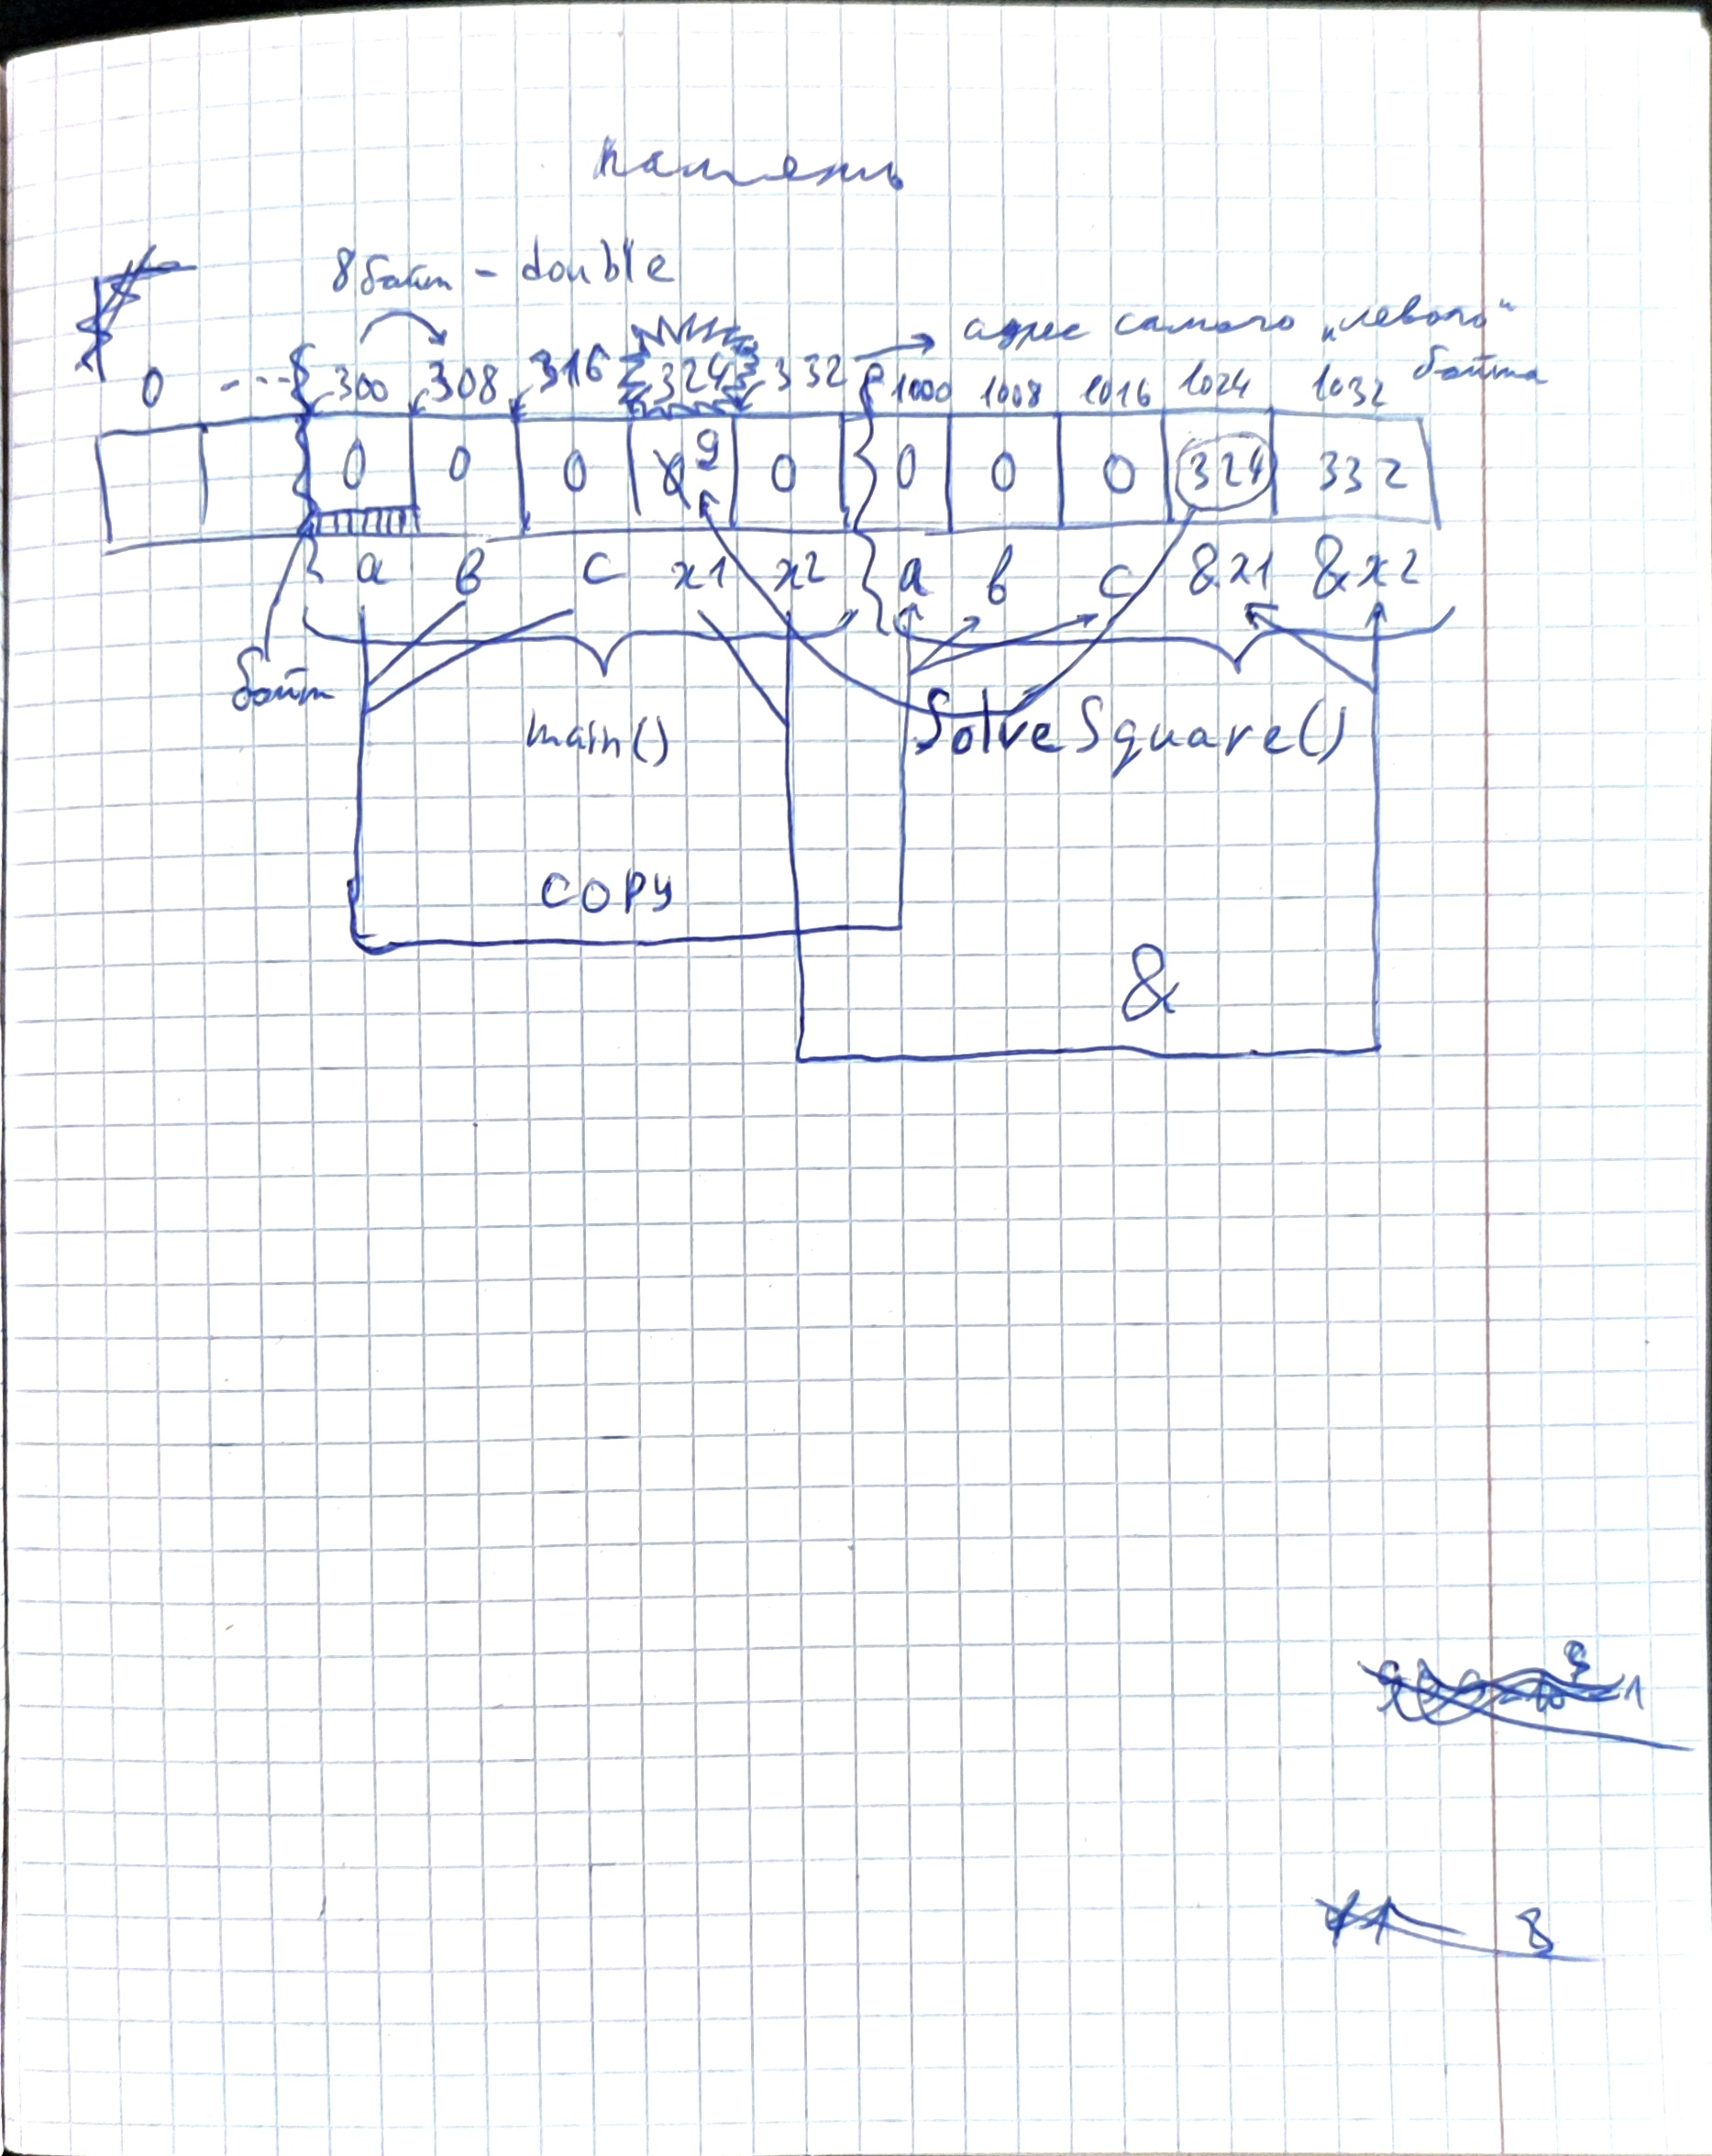 память
8 байт - double
→ адрес самого „левого“ байта
0 --- 300 308 316 324 332 1000 1008 1016 1024 1032
0 0 0 0 9 0 0 0 0 324 332
a b c x1 x2 a b c &x1 &x2
байт
main() SolveSquare()
copy
&
8